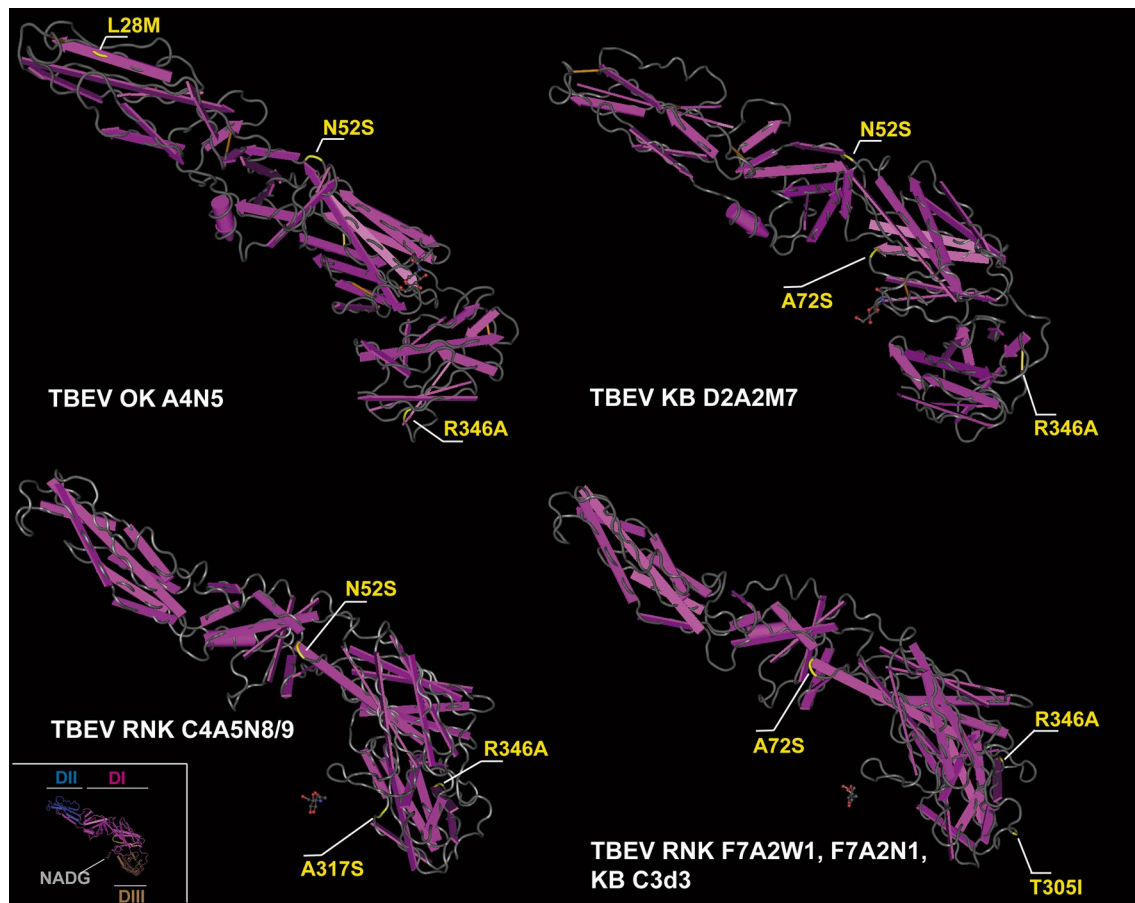 L28M
N52S
TBEV OK A4N5
R346A
N52S
A72S
TBEV KB D2A2M7
R346A
N52S
TBEV RNK C4A5N8/9
R346A
A317S
DII
DI
NADG
DIII
A72S
R346A
TBEV RNK F7A2W1, F7A2N1,
KB C3d3
T305I